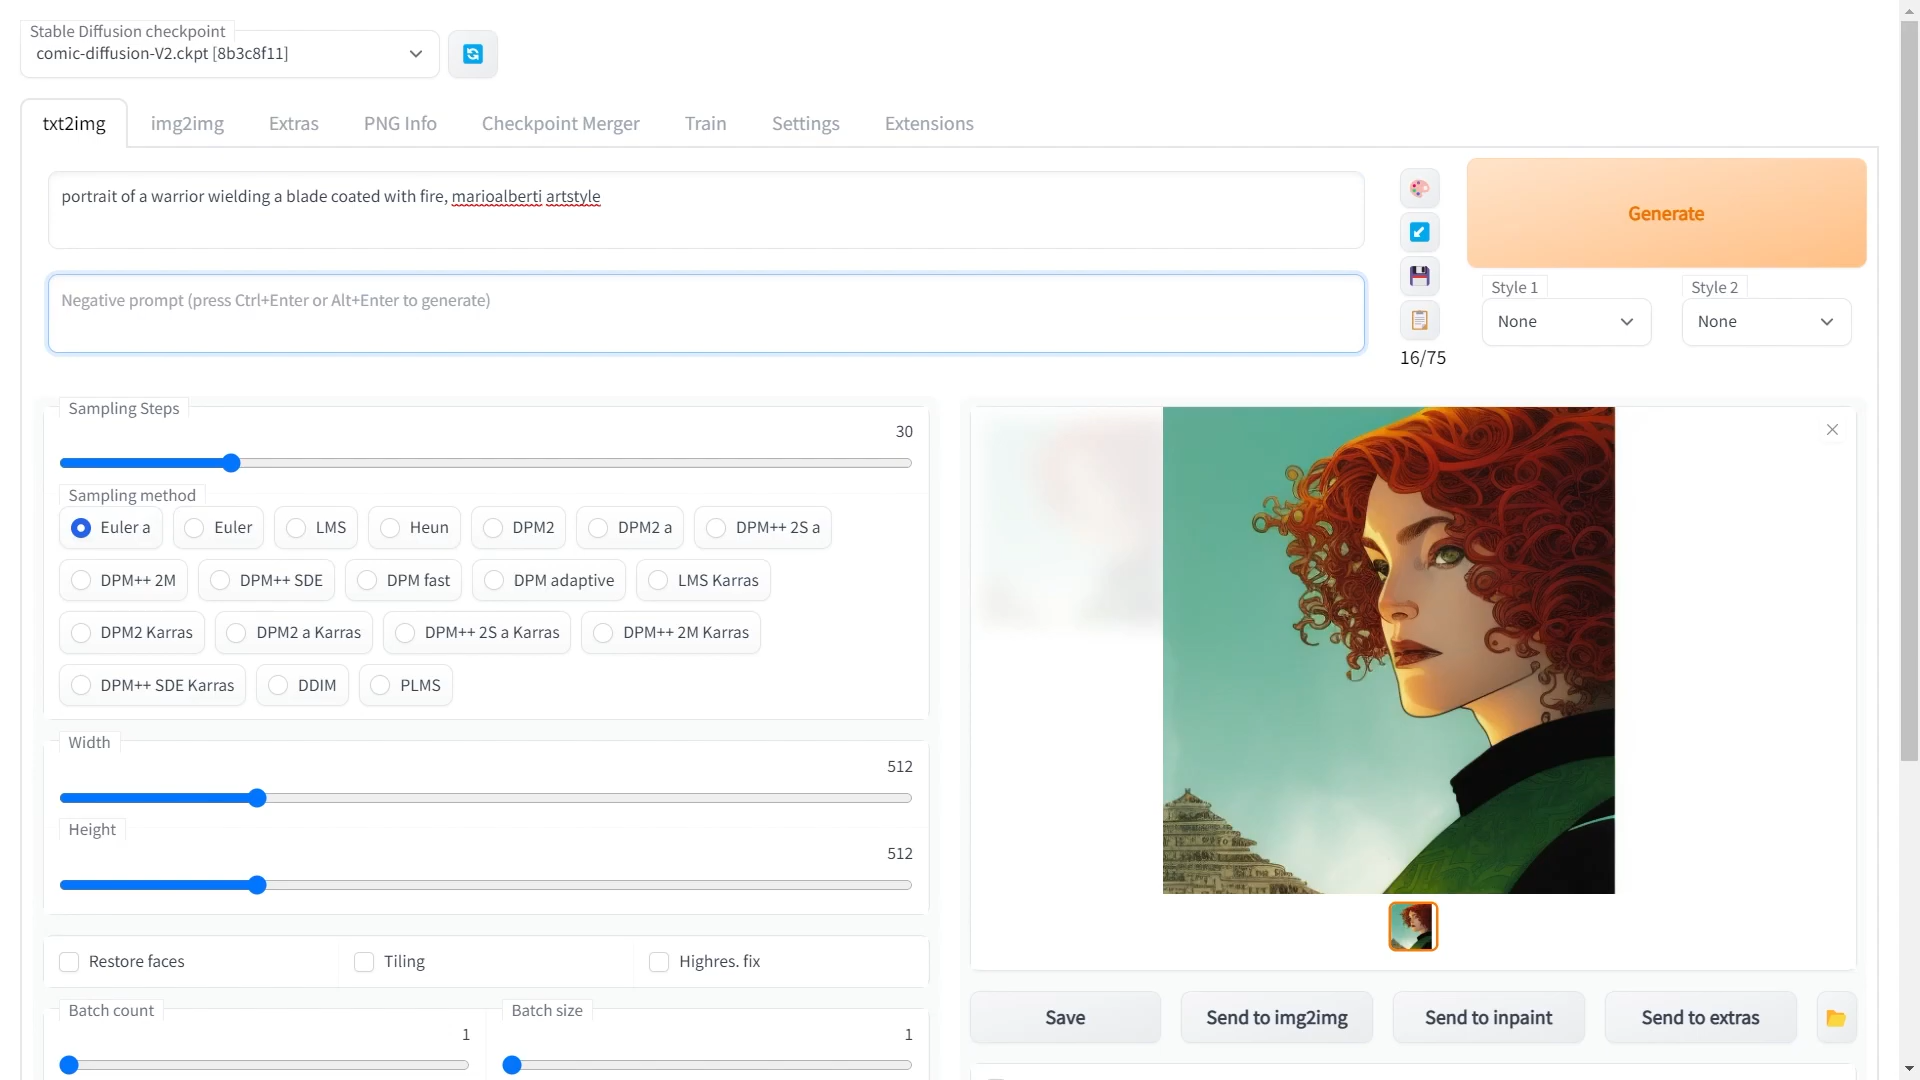 Stable Diffusion checkpoint
comic-diffusion-V2.ckpt [8b3c8f11]
txt2img img2img Extras PNG Info Checkpoint Merger Train Settings Extensions
portrait of a warrior wielding a blade coated with fire, marioalberti artstyle
Generate
Negative prompt (press Ctrl+Enter or Alt+Enter to generate)
Style 1 Style 2
None None
16/75
Sampling Steps
30
Sampling method
Euler a Euler LMS Heun DPM2 DPM2 a DPM++ 2S a
DPM++ 2M DPM++ SDE DPM fast DPM adaptive LMS Karras
DPM2 Karras DPM2 a Karras DPM++ 2S a Karras DPM++ 2M Karras
DPM++ SDE Karras DDIM PLMS
Width
512
Height
512
Restore faces Tiling Highres. fix
Batch count Batch size
1 1
Save Send to img2img Send to inpaint Send to extras